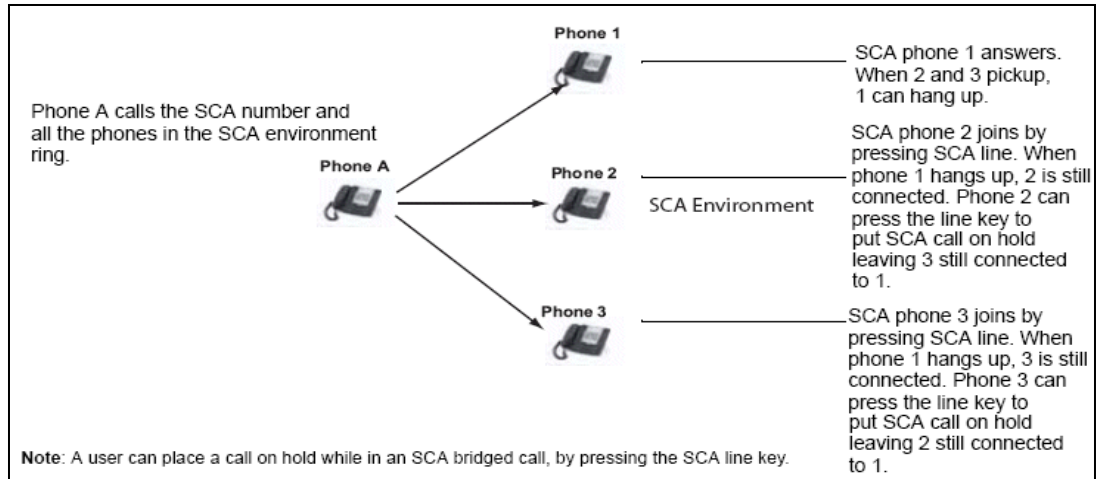 Phone A calls the SCA number and
all the phones in the SCA environment
ring.
Phone A
Phone 1
SCA phone 1 answers.
When 2 and 3 pickup,
1 can hang up.
Phone 2
SCA Environment
SCA phone 2 joins by
pressing SCA line. When
phone 1 hangs up, 2 is still
connected. Phone 2 can
press the line key to
put SCA call on hold
leaving 3 still connected
to 1.
Phone 3
SCA phone 3 joins by
pressing SCA line. When
phone 1 hangs up, 3 is still
connected. Phone 3 can
press the line key to
put SCA call on hold
leaving 2 still connected
to 1.
Note: A user can place a call on hold while in an SCA bridged call, by pressing the SCA line key.